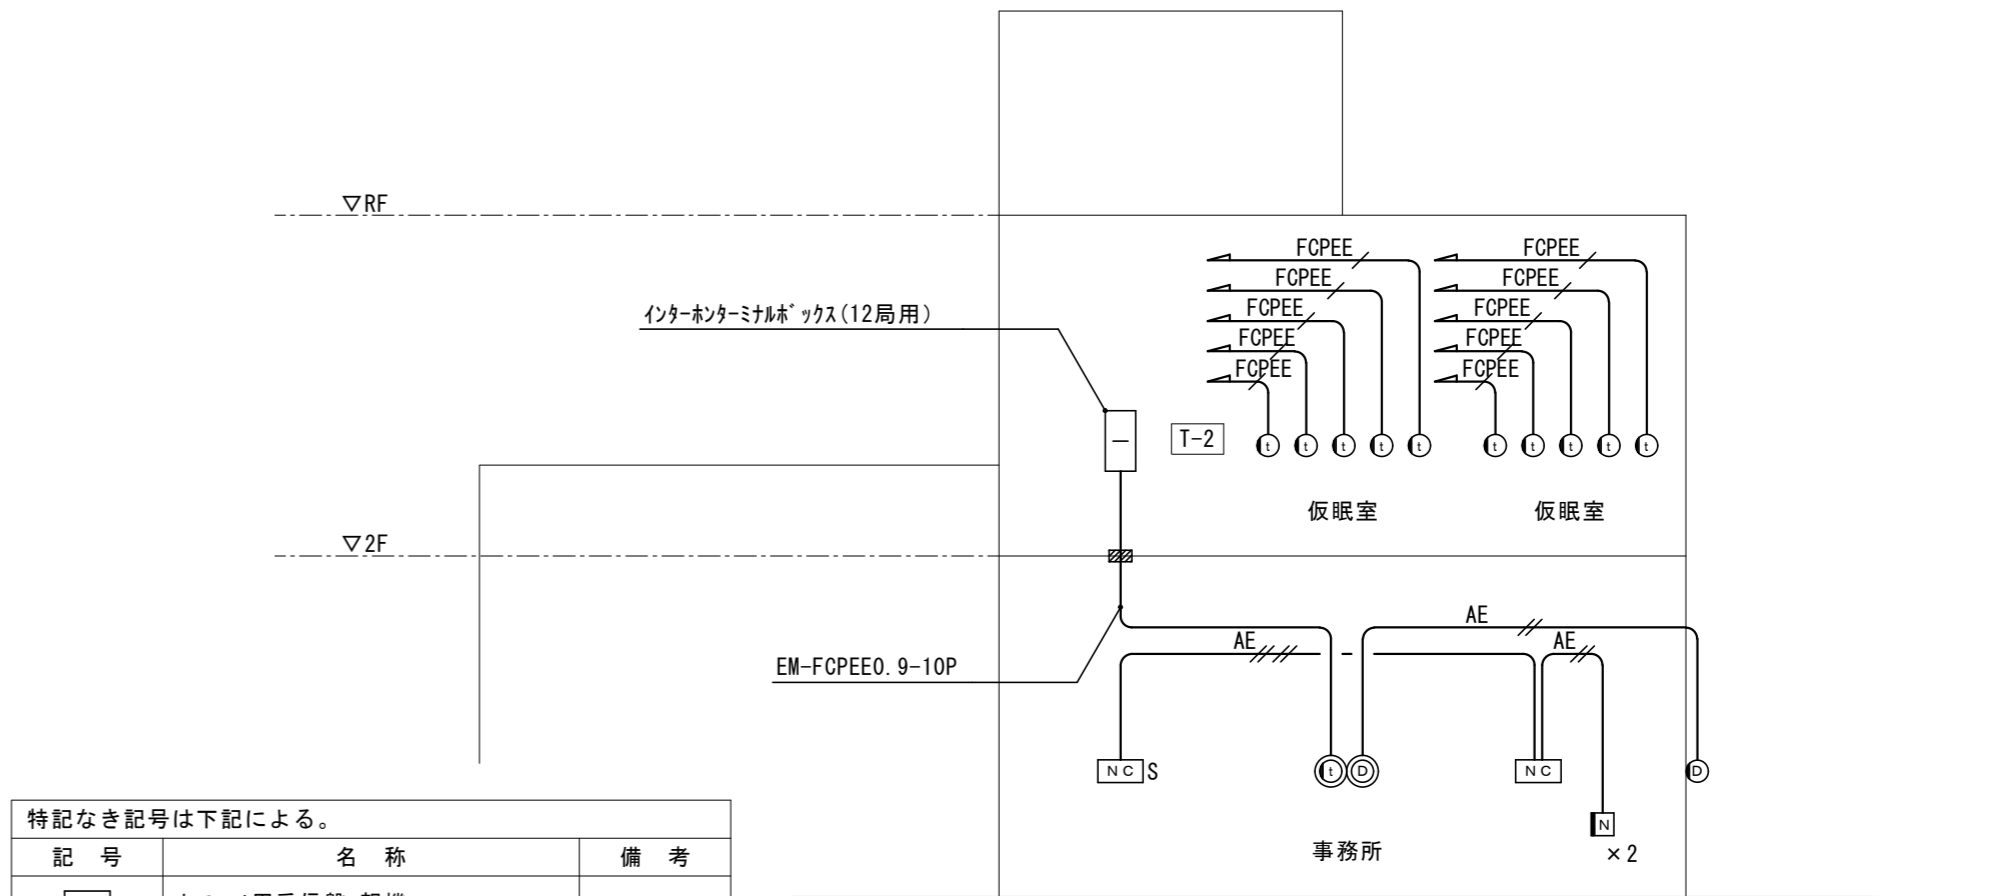 ▽RF
FCPEE FCPEE
FCPEE FCPEE
FCPEE FCPEE
FCPEE FCPEE
FCPEE FCPEE
インターホンターミナルボックス(12局用)
T-2
t t t t t t t t t t
仮眠室 仮眠室
▽2F
AE
AE AE
EM-FCPEE0.9-10P
NC S t D NC D
N
×2
事務所
特記なき記号は下記による。
記 号 名 称 備 考